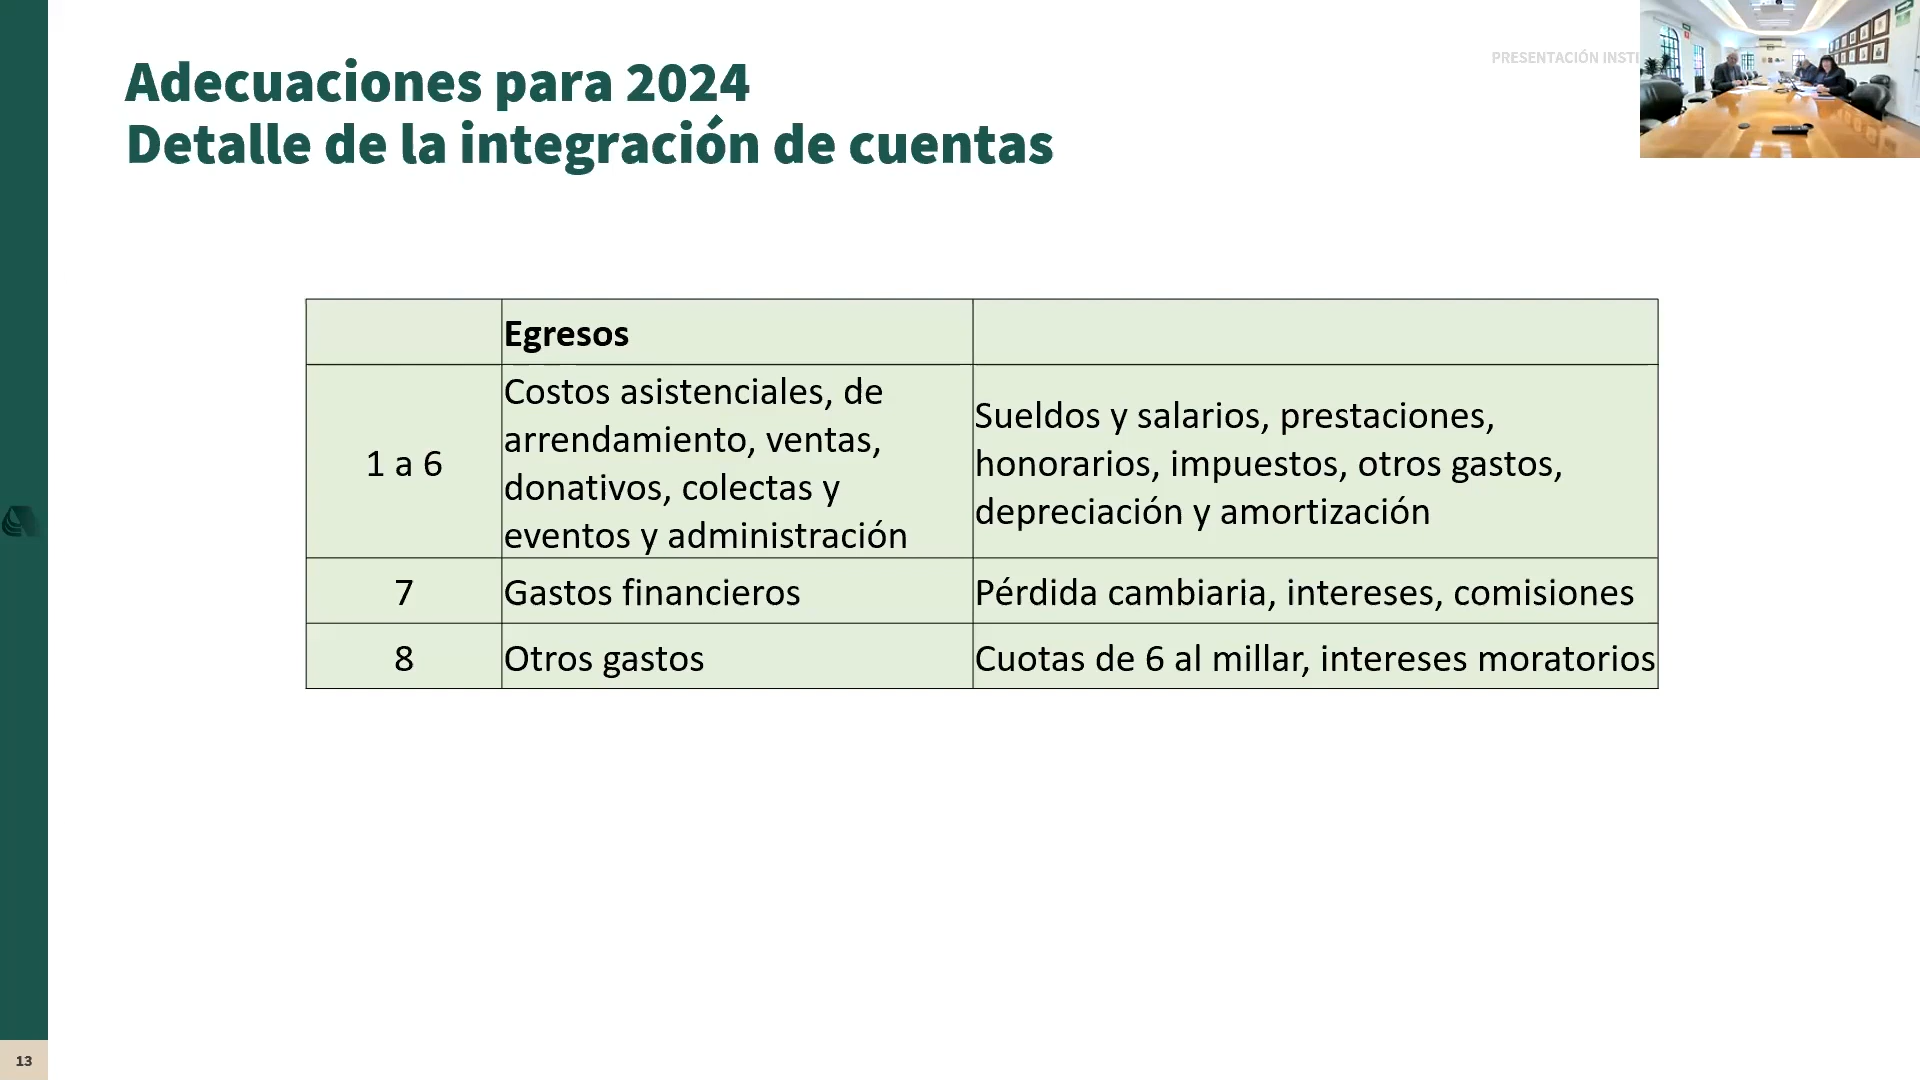 PRESENTACIÓN INSTI
Adecuaciones para 2024
Detalle de la integración de cuentas
Egresos
1 a 6
Costos asistenciales, de
arrendamiento, ventas,
donativos, colectas y
eventos y administración
Sueldos y salarios, prestaciones,
honorarios, impuestos, otros gastos,
depreciación y amortización
7
Gastos financieros
Pérdida cambiaria, intereses, comisiones
8
Otros gastos
Cuotas de 6 al millar, intereses moratorios
13